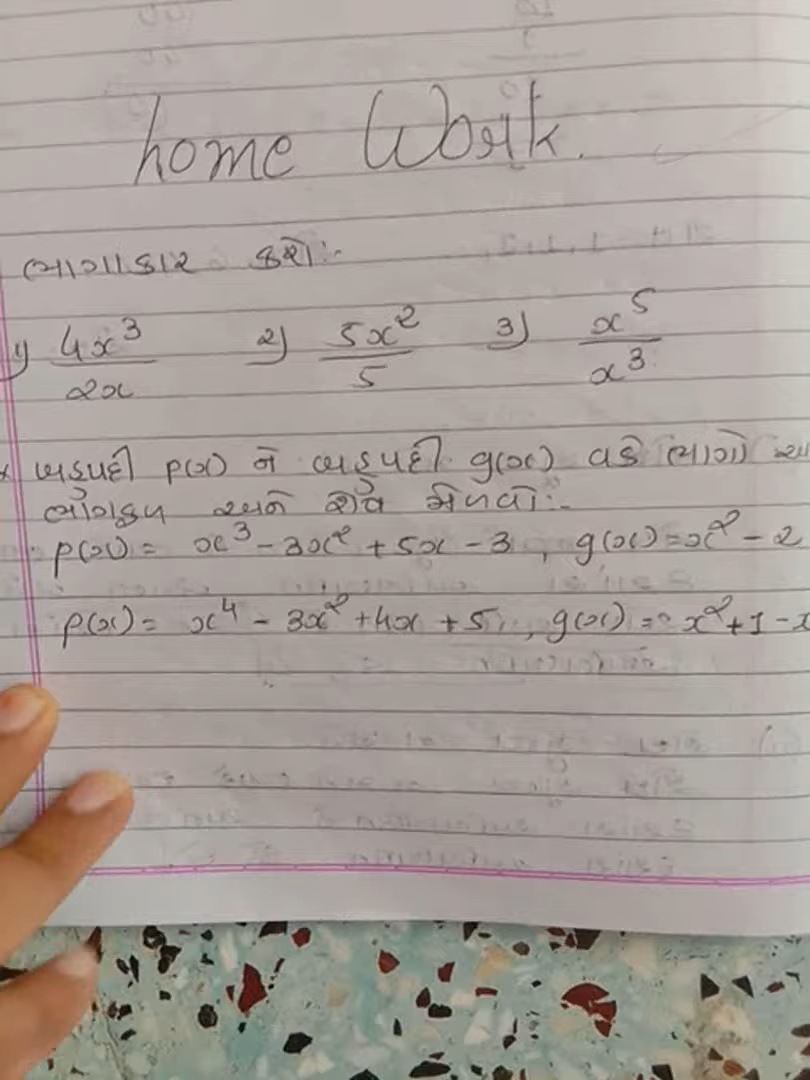 home Work.
ભાગાકાર કરો:-
1) 4x³/2x 2) 5x²/5 3) x⁵/x³
* બહુપદી p(x) ને બહુપદી g(x) વડે ભાગો
ભાગફળ અને શેષ મેળવો:-
p(x) = x³ - 3x² + 5x - 3, g(x) = x² - 2
p(x) = x⁴ - 3x² + 4x + 5, g(x) = x² + 1 - x